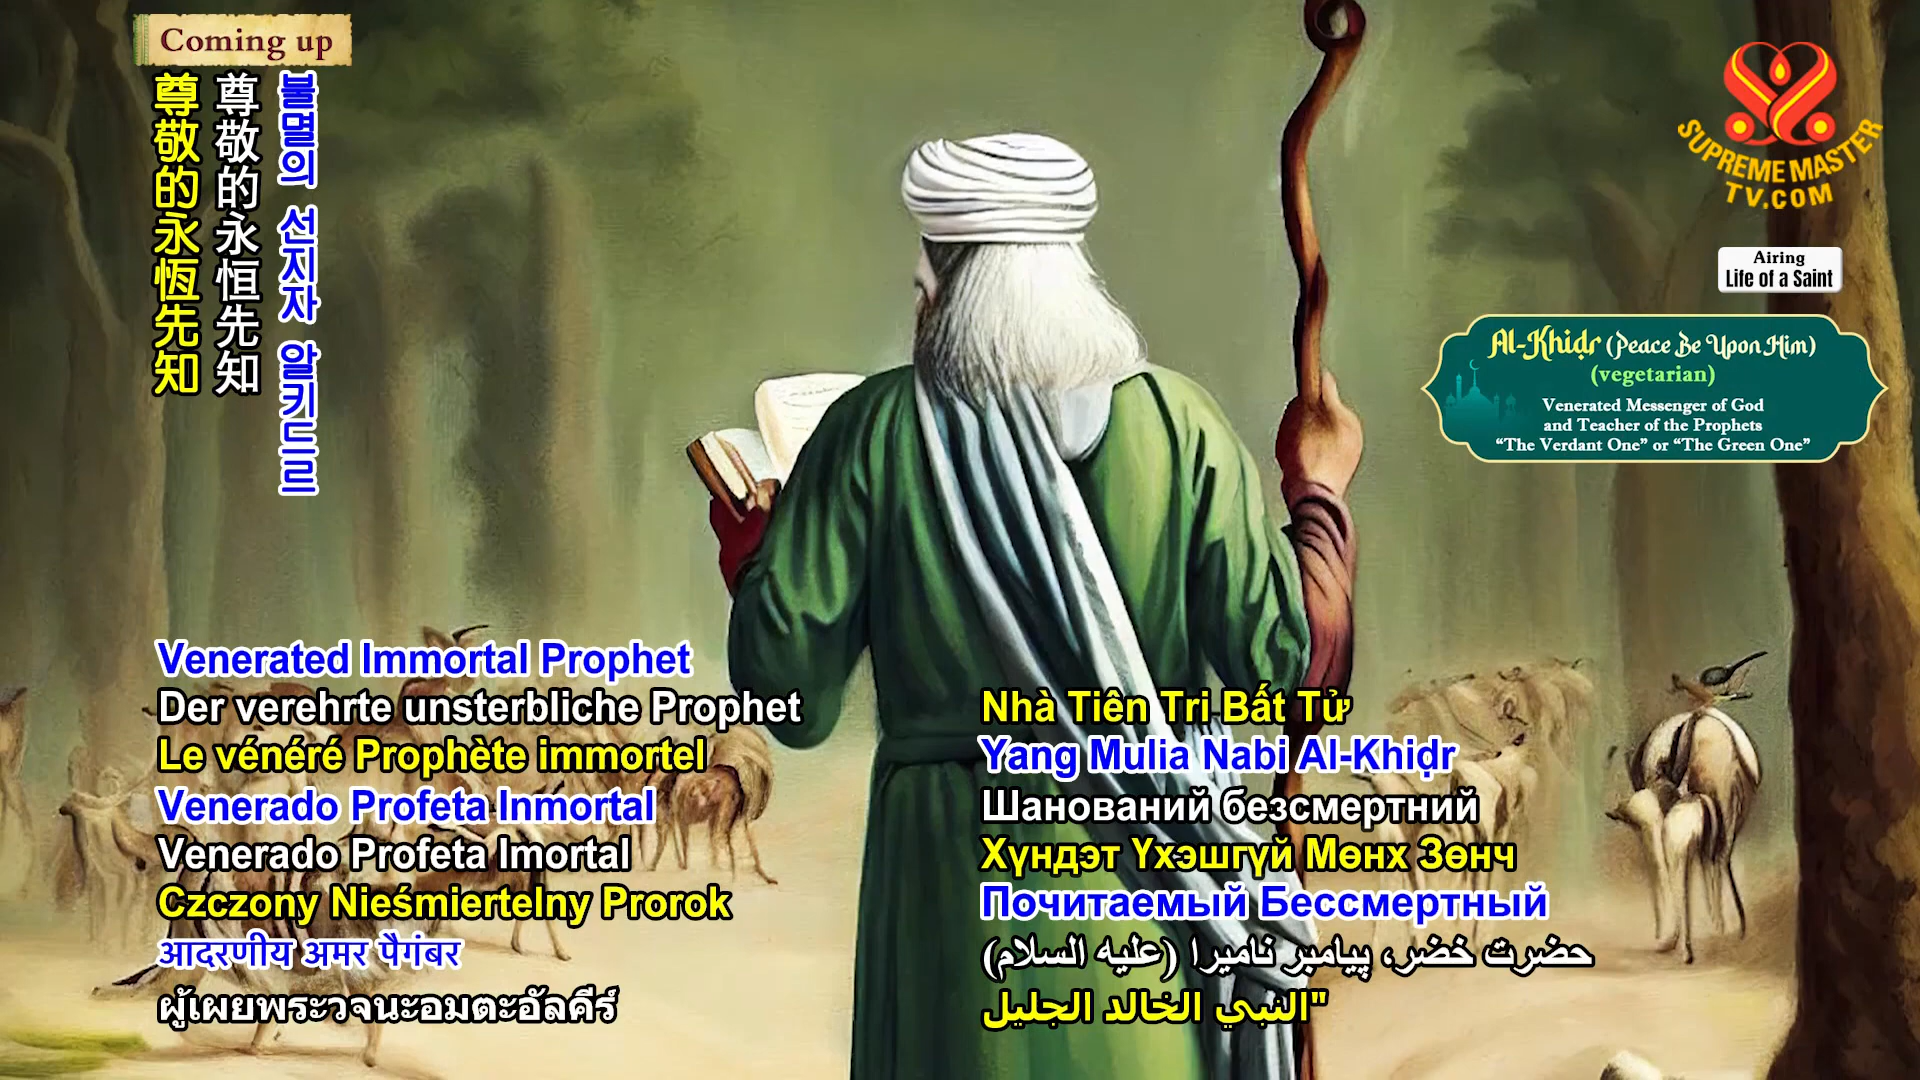 Coming up
尊敬的永恆先知
尊敬的永恒先知
불멸의 선지자 알키드르
SUPREME MASTER
TV.COM
Airing
Life of a Saint
Al-Khiḍr (Peace Be Upon Him)
(vegetarian)
Venerated Messenger of God
and Teacher of the Prophets
“The Verdant One” or “The Green One”
Venerated Immortal Prophet
Der verehrte unsterbliche Prophet
Le vénéré Prophète immortel
Venerado Profeta Inmortal
Venerado Profeta Imortal
Czczony Nieśmiertelny Prorok
आदरणीय अमर पैगंबर
ผู้เผยพระวจนะอมตะอัลคีร์
Nhà Tiên Tri Bất Tử
Yang Mulia Nabi Al-Khiḍr
Шанований безсмертний
Хүндэт Үхэшгүй Мөнх Зөнч
Почитаемый Бессмертный
حضرت خضر، پیامبر نامیرا (علیه السلام)
"النبي الخالد الجليل